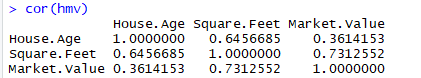 > cor(hmv)
House.Age Square.Feet Market.Value
House.Age 1.0000000 0.6456685 0.3614153
Square.Feet 0.6456685 1.0000000 0.7312552
Market.Value 0.3614153 0.7312552 1.0000000